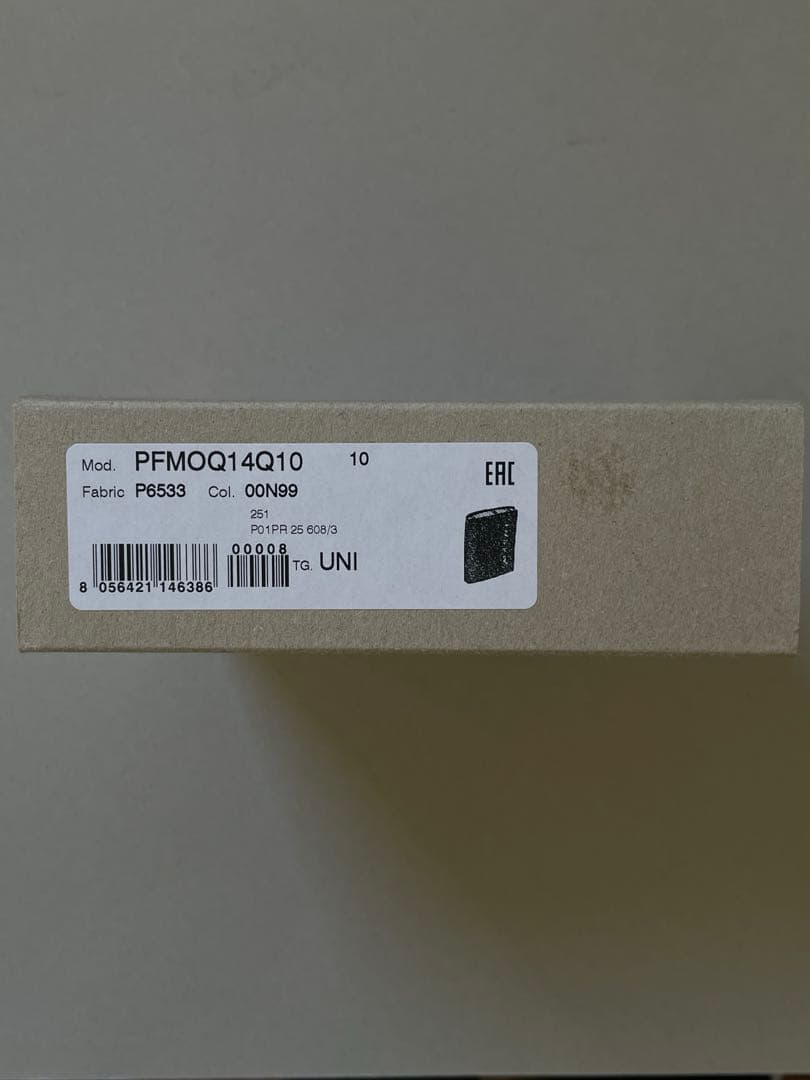 Mod. PFMOQ14Q10 10
EAC
Fabric P6533 Col. 00N99
251
P01PR 25 608/3
00008
TG. UNI
8 056421 146386